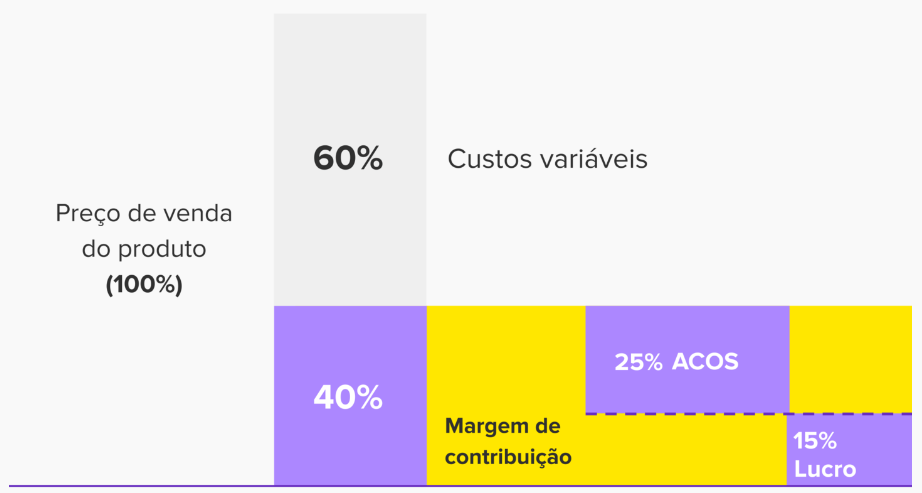 60%
Custos variáveis
Preço de venda
do produto
(100%)
40%
Margem de
contribuição
25% ACOS
15%
Lucro